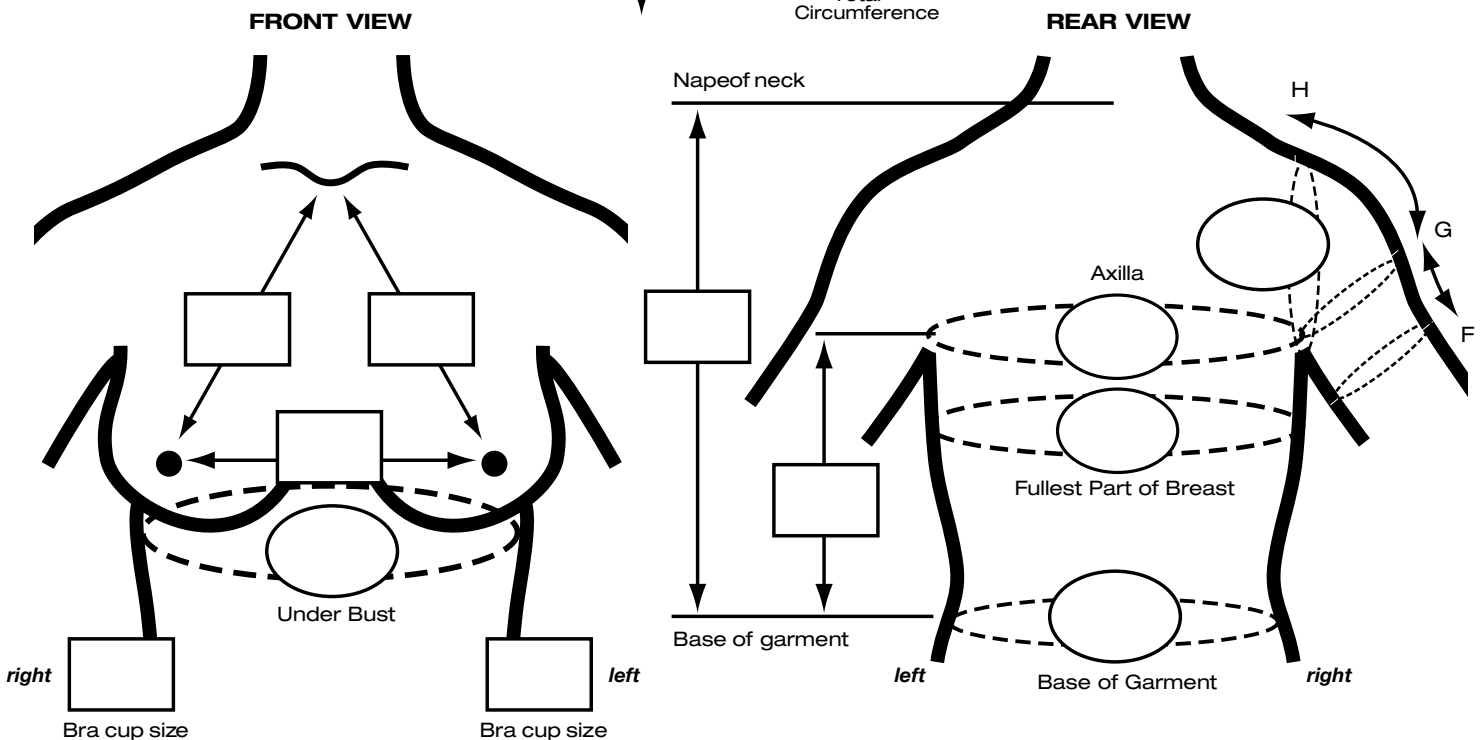 Total
Circumference
FRONT VIEW
REAR VIEW
Napeof neck
H
G
F
Axilla
Fullest Part of Breast
Under Bust
Base of garment
right
left
left
right
Base of Garment
Bra cup size
Bra cup size